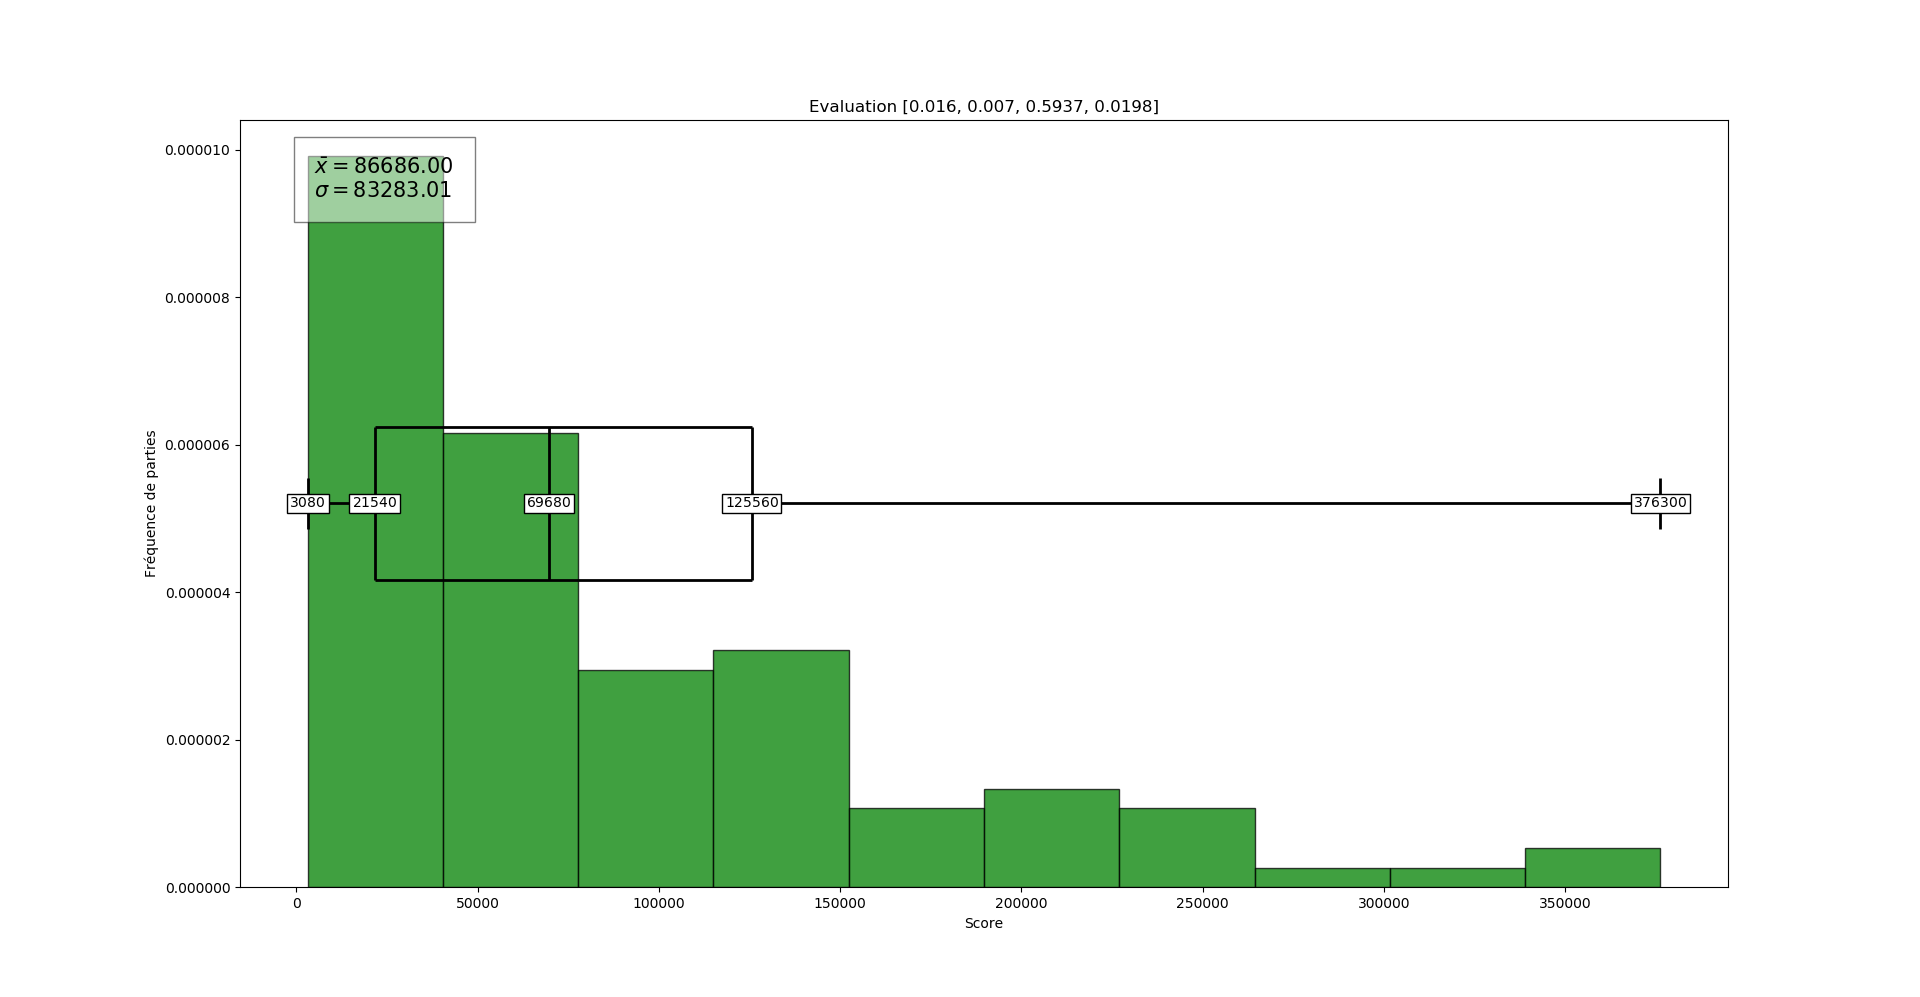 Evaluation [0.016, 0.007, 0.5937, 0.0198]
x̄ = 86686.00
σ = 83283.01
0.000010
0.000008
0.000006
0.000004
0.000002
0.000000
Fréquence de parties
3080 21540 69680 125560 376300
0 50000 100000 150000 200000 250000 300000 350000
Score